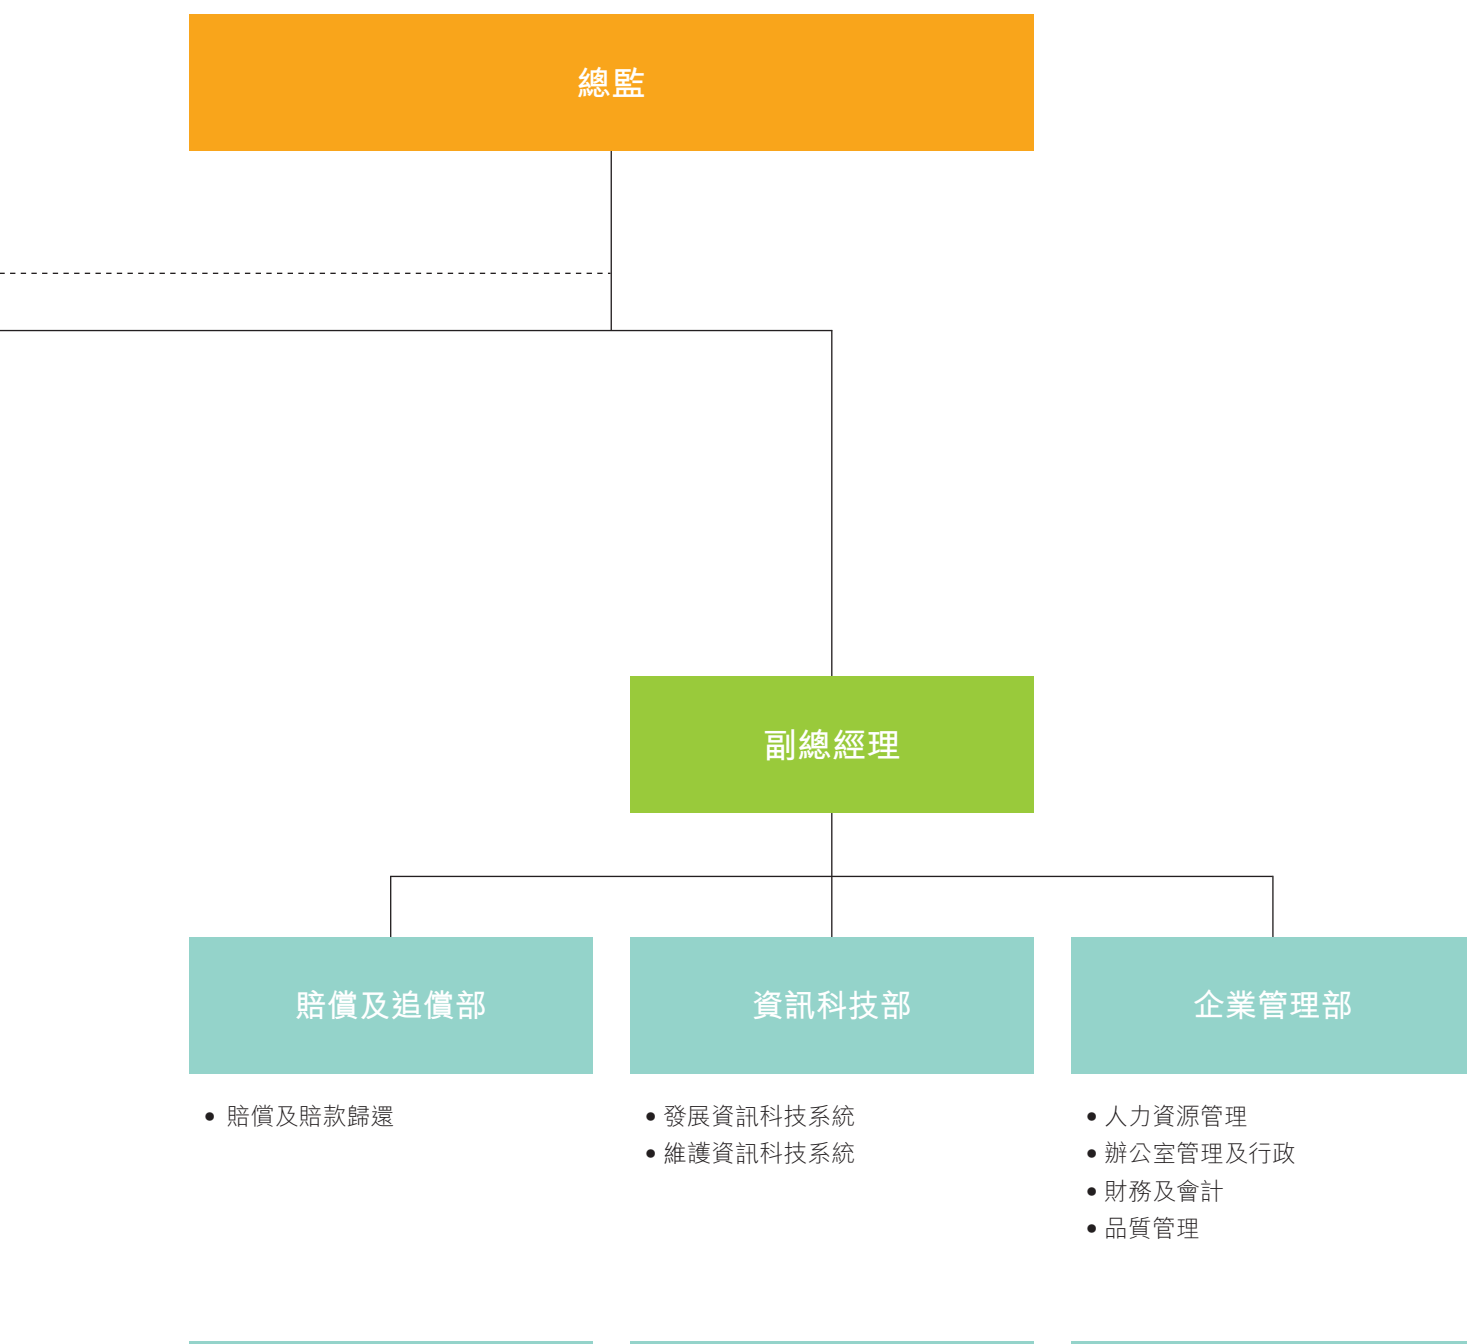 總監
副總經理
賠償及追償部
資訊科技部
企業管理部
• 賠償及賠款歸還
• 發展資訊科技系統
• 維護資訊科技系統
• 人力資源管理
• 辦公室管理及行政
• 財務及會計
• 品質管理